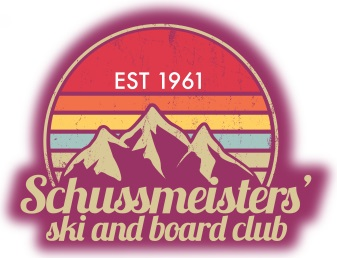 EST 1961
Schussmeisters'
ski and board club